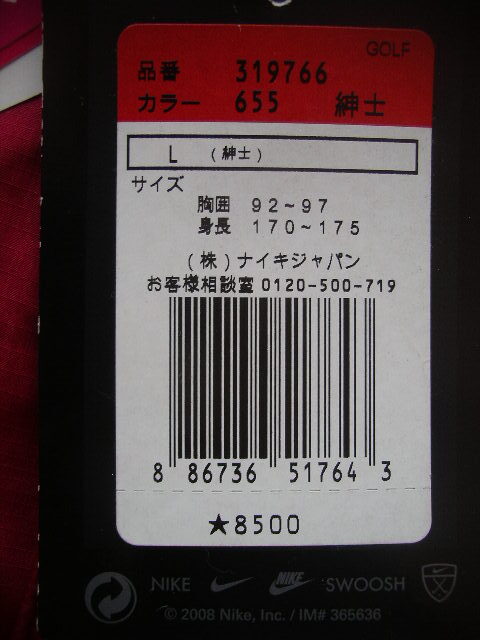 GOLF
品番 319766
カラー 655 紳士
L (紳士)
サイズ
胸囲 92~97
身長 170~175
(株)ナイキジャパン
お客様相談室 0120-500-719
8 86736 51764 3
★8500
NIKE NIKE SWOOSH
© 2008 Nike, Inc. / IM# 365636